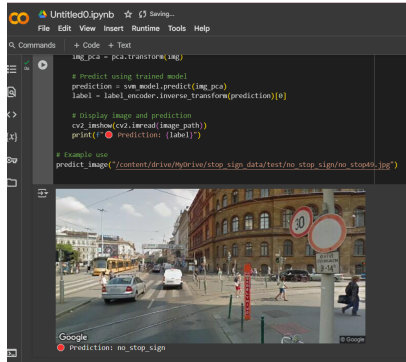 Untitled0.ipynb ☆ Saving...
File Edit View Insert Runtime Tools Help
Commands + Code + Text
img_pca = pca.transform(img)
# Predict using trained model
prediction = svm_model.predict(img_pca)
label = label_encoder.inverse_transform(prediction)[0]
# Display image and prediction
cv2_imshow(cv2.imread(image_path))
print(f"🔴 Prediction: {label}")
# Example use
predict_image("/content/drive/MyDrive/stop_sign_data/test/no_stop_sign/no_stop49.jpg")
30
Google
© Google
🔴 Prediction: no_stop_sign